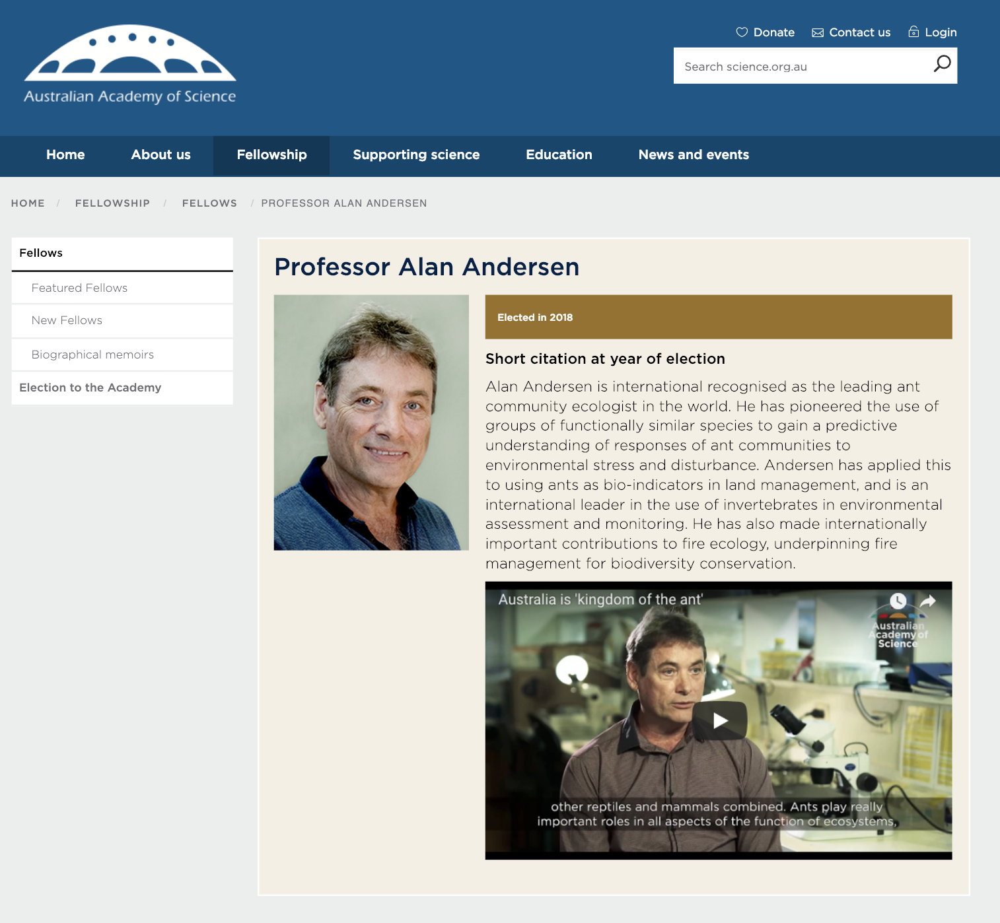 Australian Academy of Science
Donate
Contact us
Login
Search science.org.au
Home
About us
Fellowship
Supporting science
Education
News and events
HOME / FELLOWSHIP / FELLOWS / PROFESSOR ALAN ANDERSEN
Fellows
Featured Fellows
New Fellows
Biographical memoirs
Election to the Academy
Professor Alan Andersen
Elected in 2018
Short citation at year of election
Alan Andersen is international recognised as the leading ant
community ecologist in the world. He has pioneered the use of
groups of functionally similar species to gain a predictive
understanding of responses of ant communities to
environmental stress and disturbance. Andersen has applied this
to using ants as bio-indicators in land management, and is an
international leader in the use of invertebrates in environmental
assessment and monitoring. He has also made internationally
important contributions to fire ecology, underpinning fire
management for biodiversity conservation.
Australia is 'kingdom of the ant'
Australian
Academy of
Science
other reptiles and mammals combined. Ants play really
important roles in all aspects of the function of ecosystems,